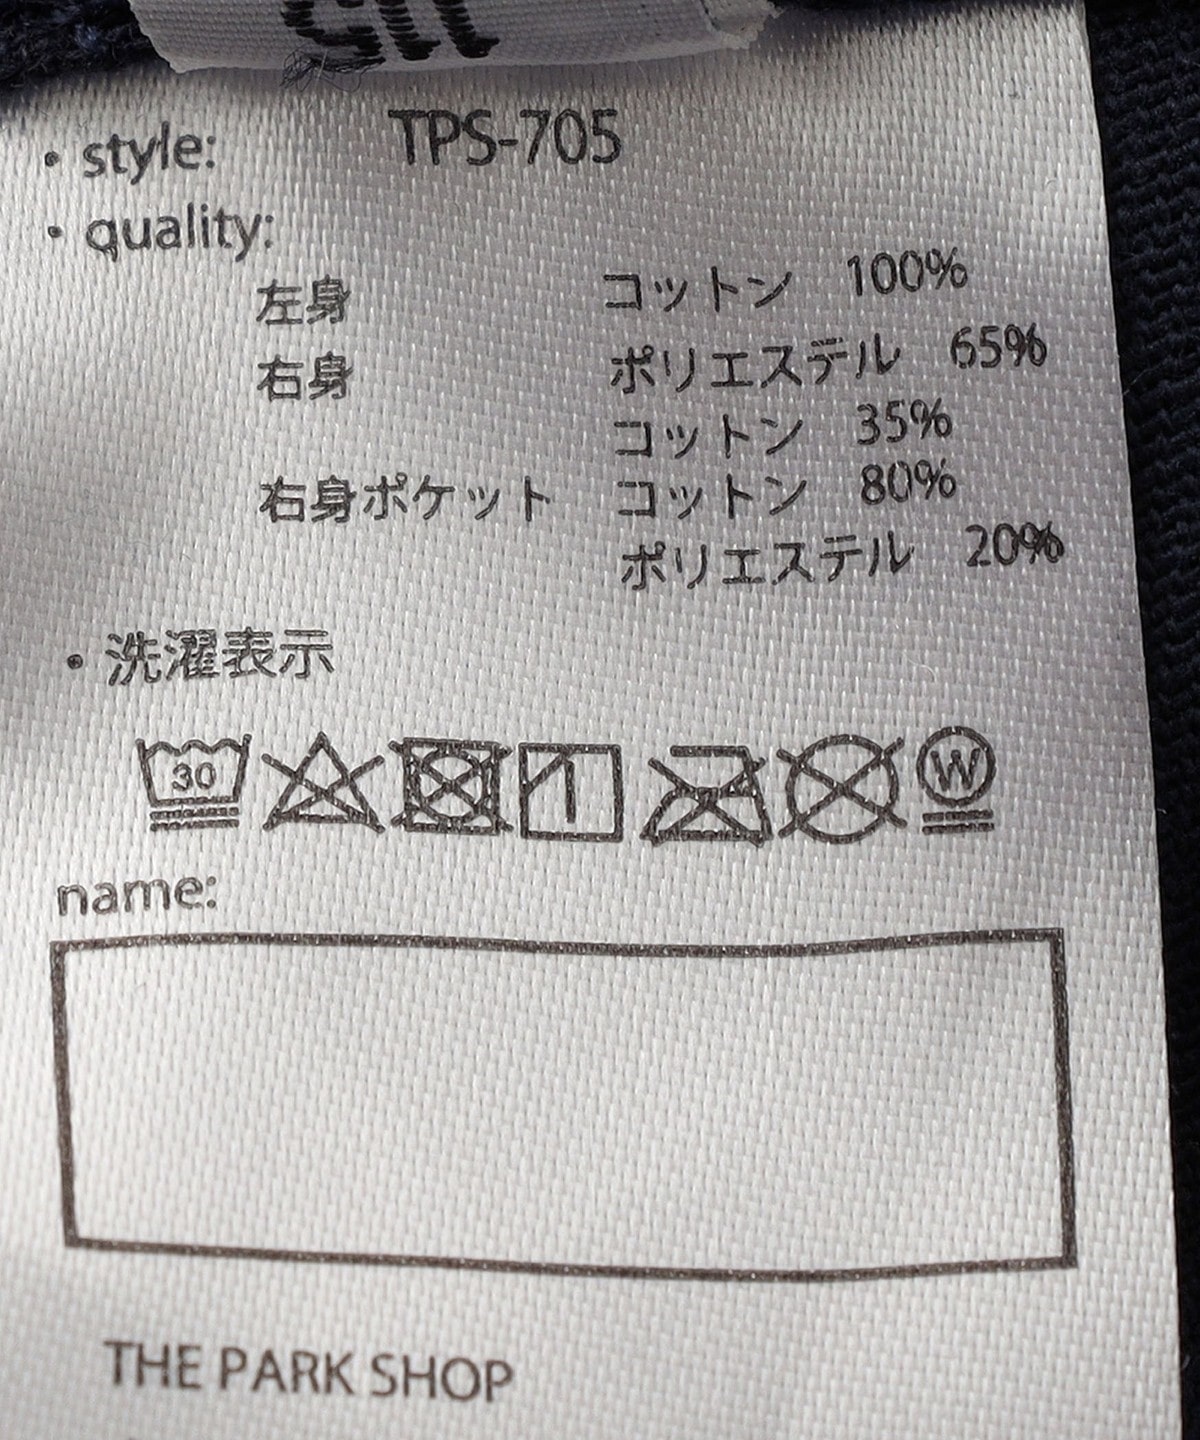 115
・style: TPS-705
・quality:
左身 コットン 100%
右身 ポリエステル 65%
コットン 35%
右身ポケット コットン 80%
ポリエステル 20%
・洗濯表示
30 W
name:
THE PARK SHOP